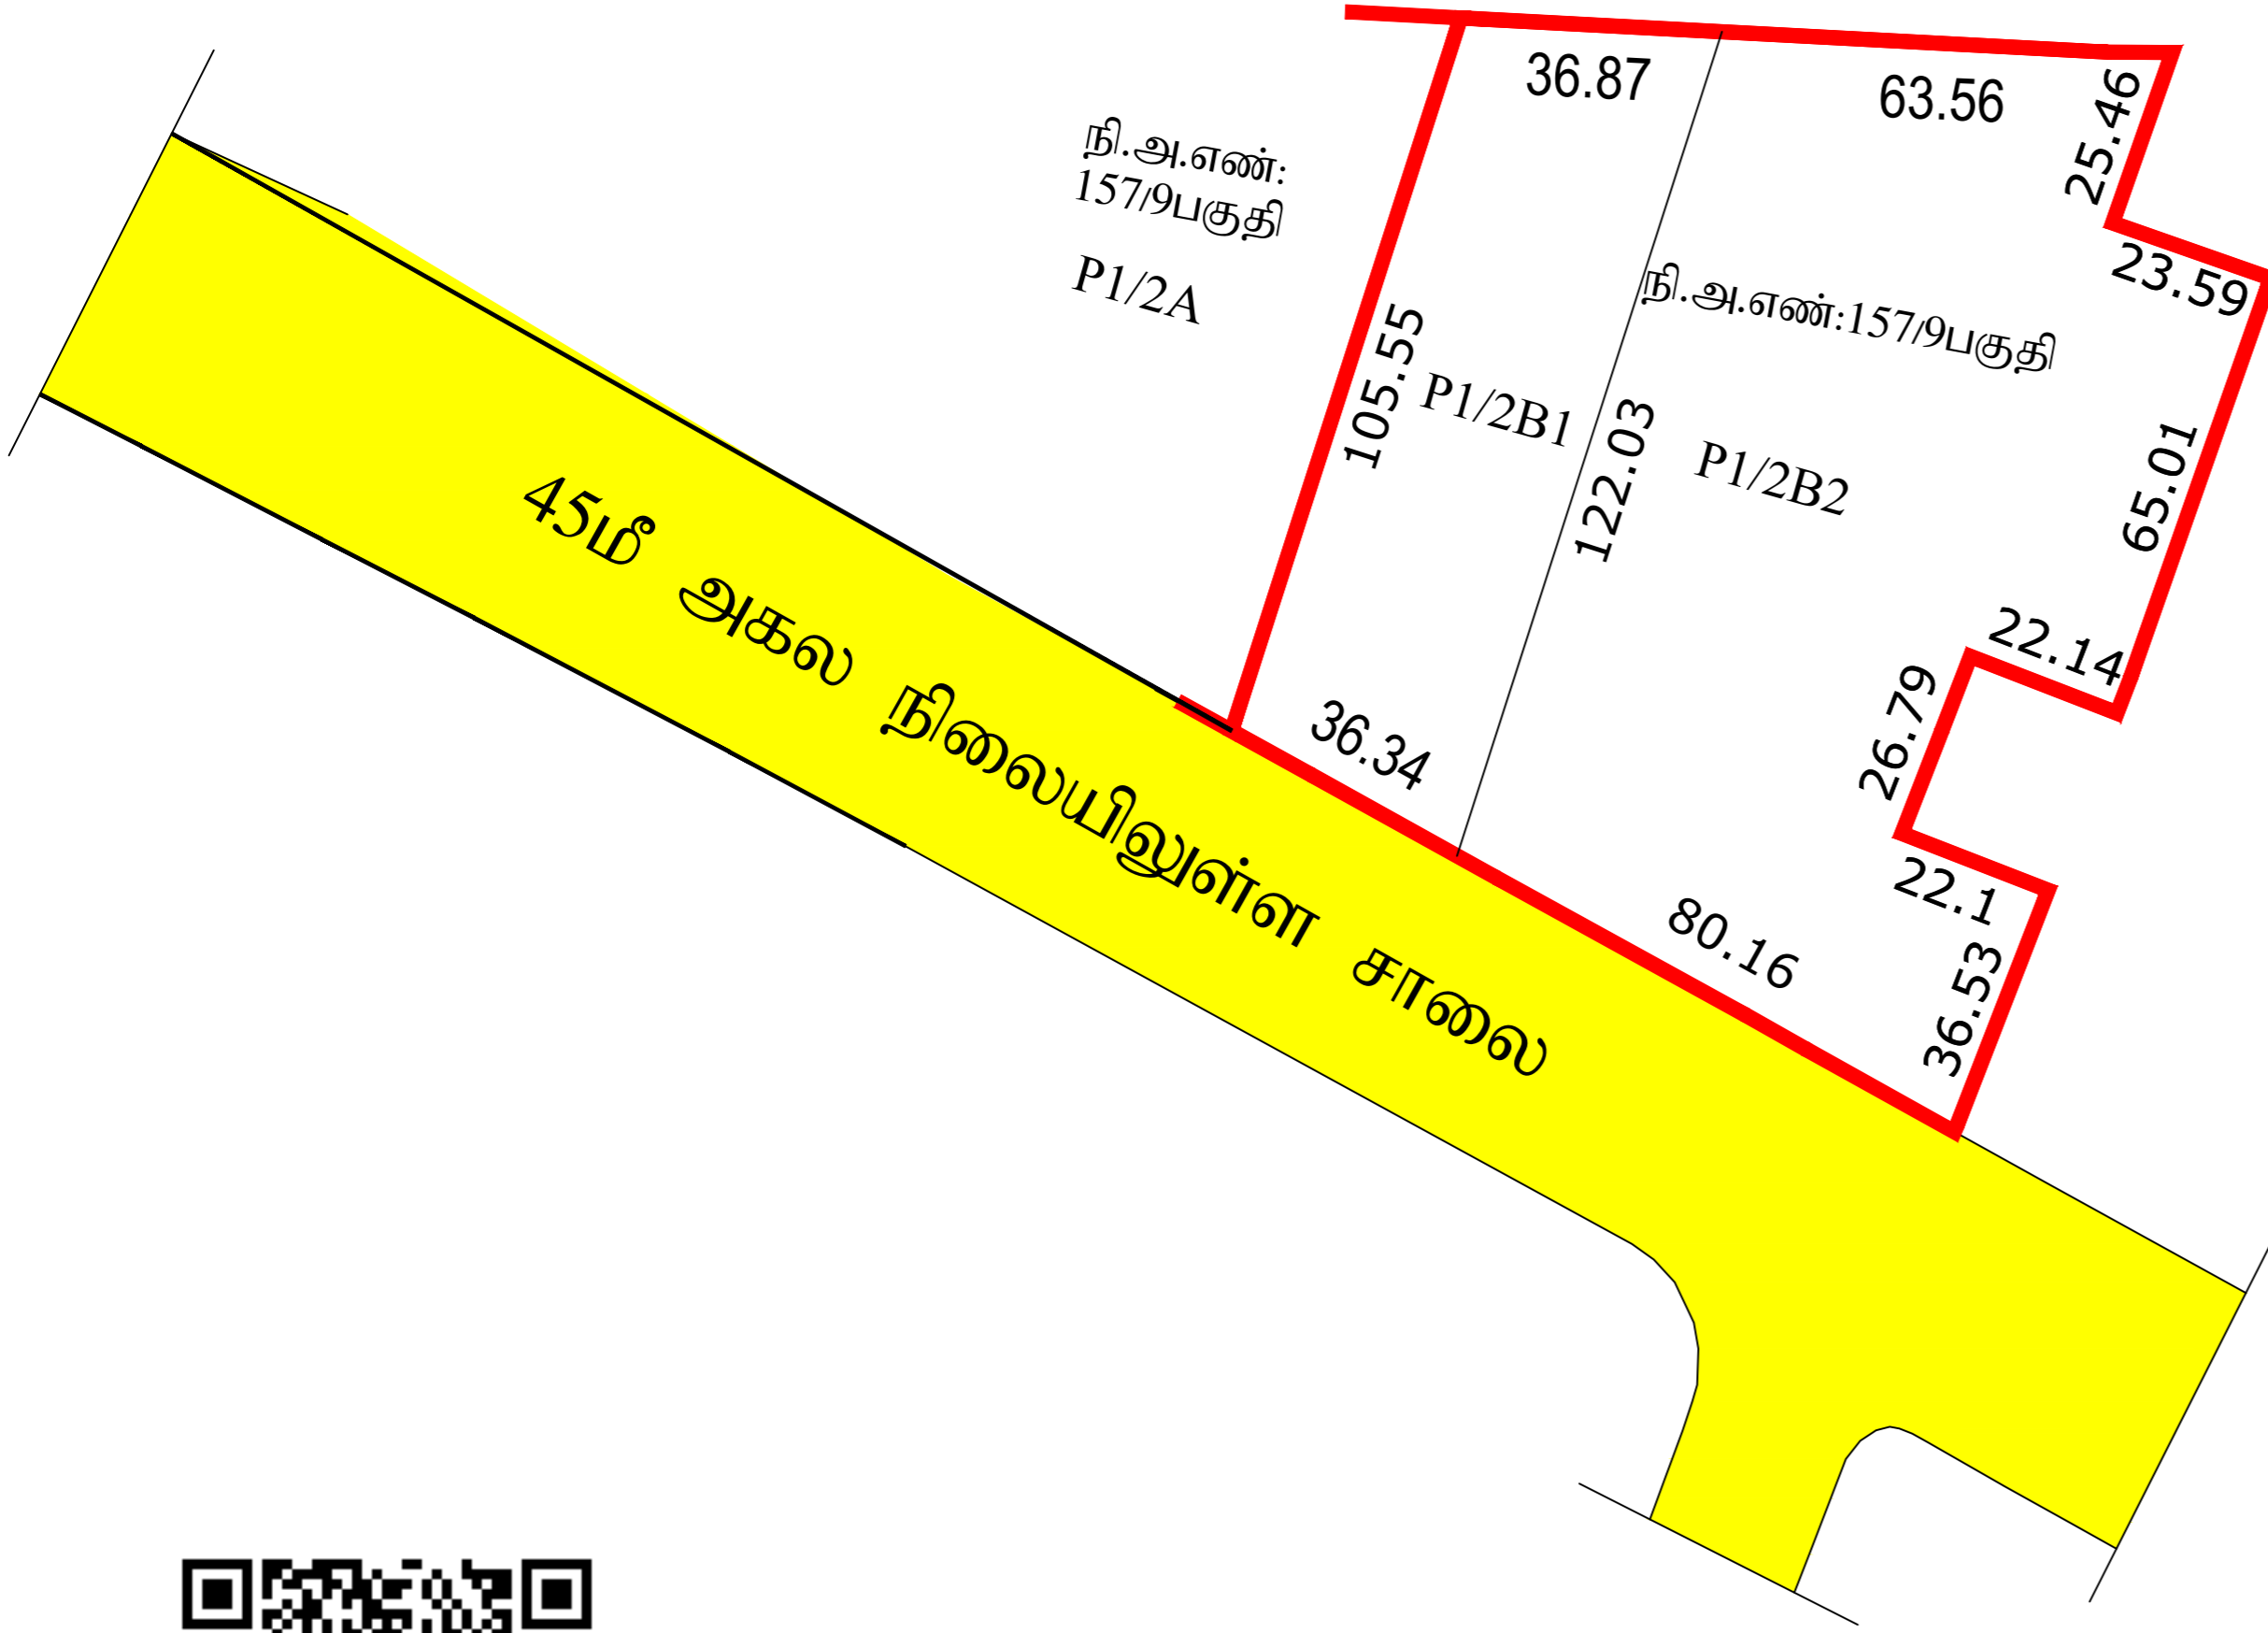 36.87
63.56
25.46
நி.அ.எண்:
157/9பகுதி
P1/2A
23.59
நி.அ.எண்:157/9பகுதி
105.55
P1/2B1
122.03
P1/2B2
65.01
22.14
26.79
36.34
22.1
80.16
36.53
45மீ அகல நிலையிலுள்ள சாலை